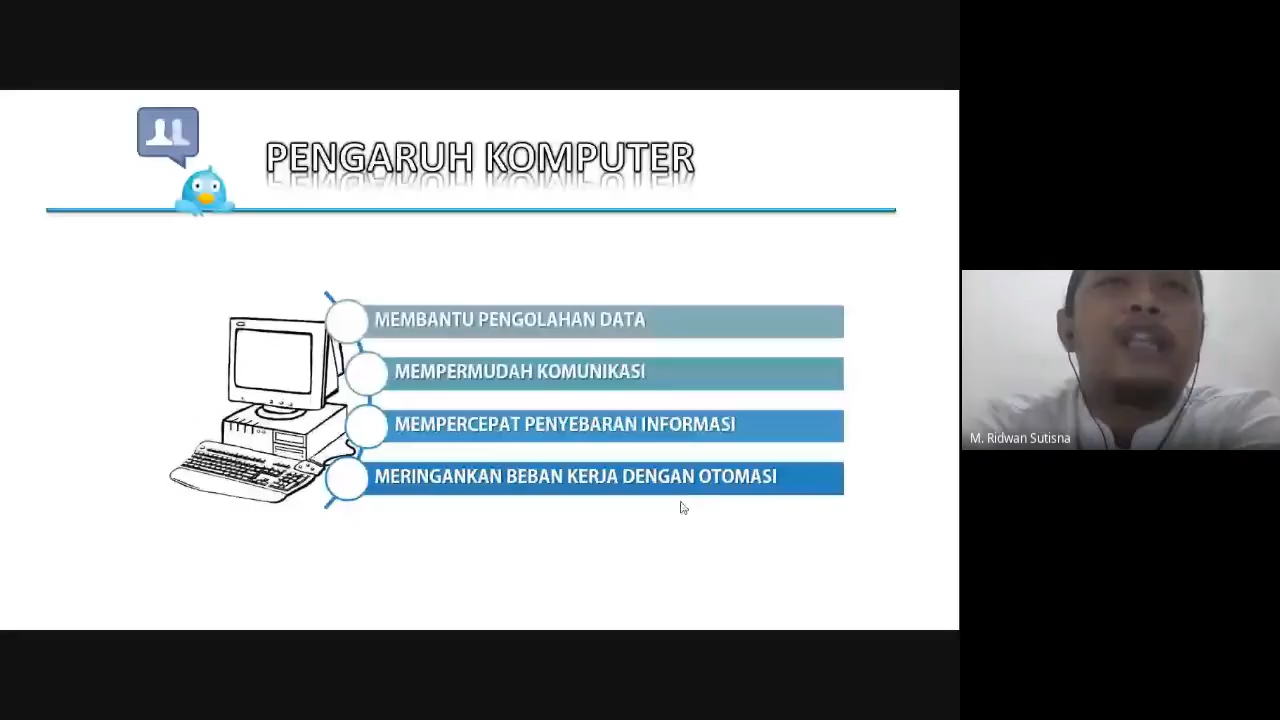 PENGARUH KOMPUTER
MEMBANTU PENGOLAHAN DATA
MEMPERMUDAH KOMUNIKASI
MEMPERCEPAT PENYEBARAN INFORMASI
MERINGANKAN BEBAN KERJA DENGAN OTOMASI
M. Ridwan Sutisna